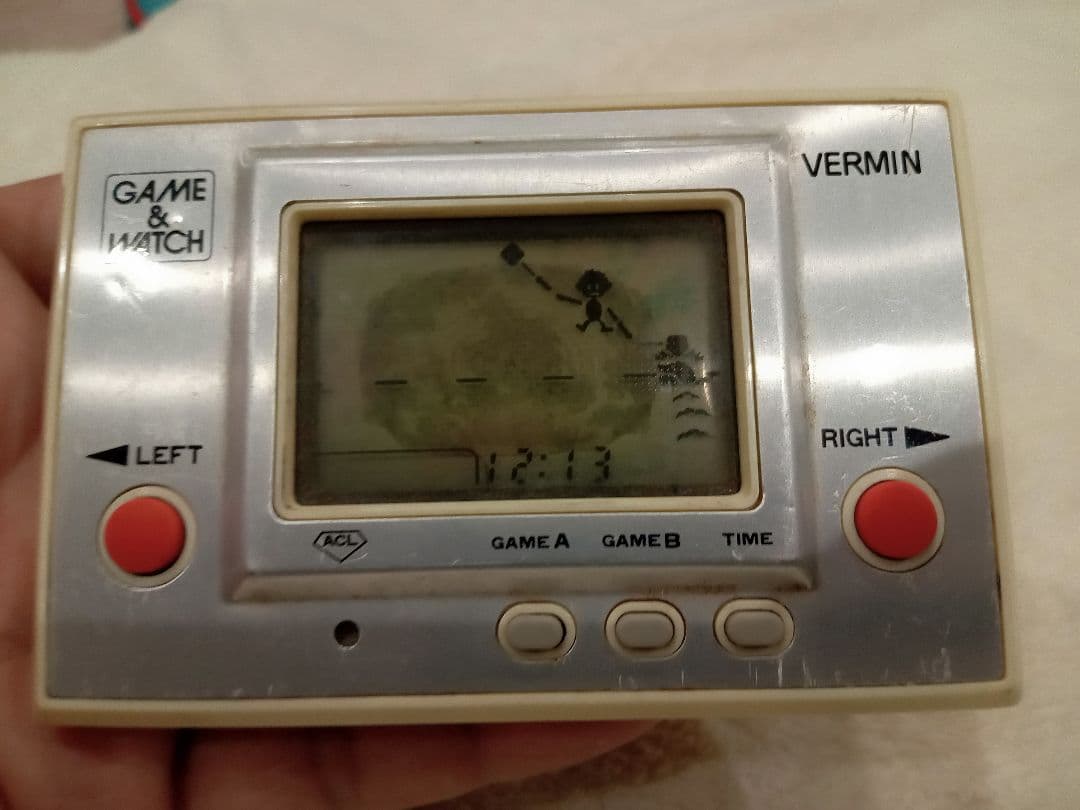 GAME
&
WATCH
VERMIN
12:13
◀ LEFT
RIGHT ▶
ACL
GAME A
GAME B
TIME